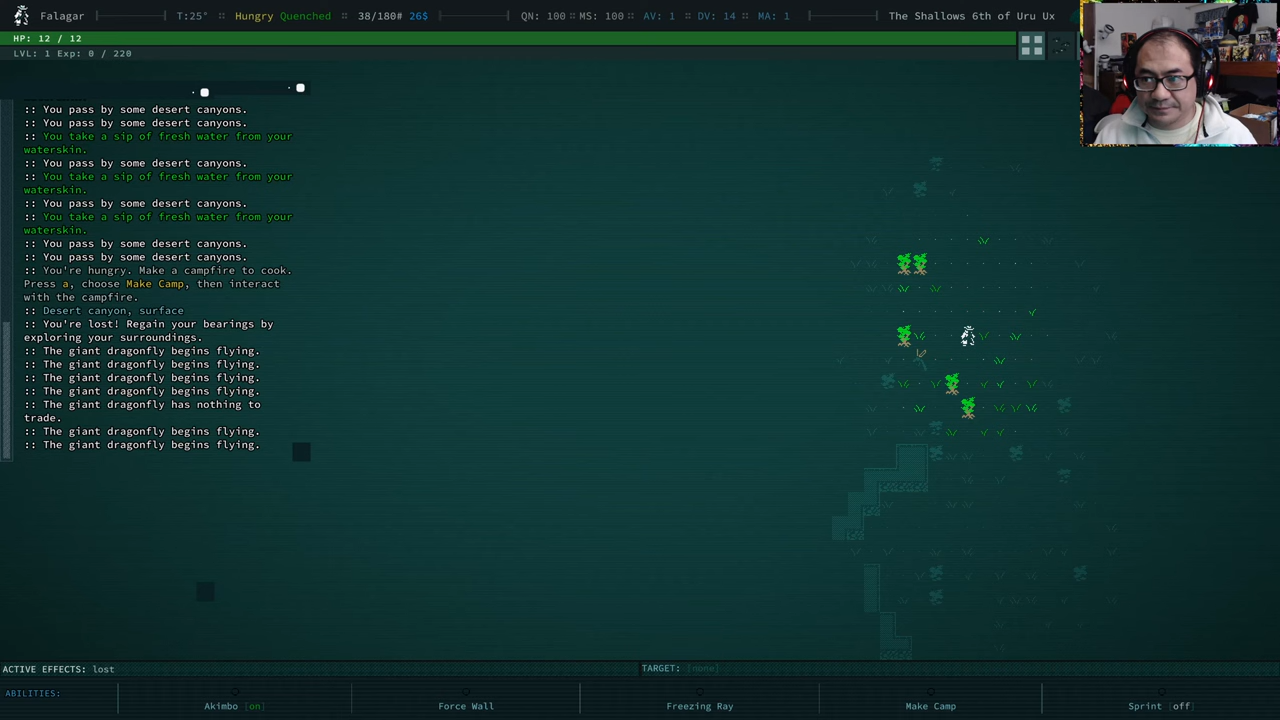 Falagar T:25° :: Hungry Quenched :: 38/180# 26$ QN: 100 :: MS: 100 :: AV: 1 :: DV: 14 :: MA: 1 The Shallows 6th of Uru Ux
HP: 12 / 12
LVL: 1 Exp: 0 / 220
:: You pass by some desert canyons.
:: You pass by some desert canyons.
:: You take a sip of fresh water from your
waterskin.
:: You pass by some desert canyons.
:: You take a sip of fresh water from your
waterskin.
:: You pass by some desert canyons.
:: You take a sip of fresh water from your
waterskin.
:: You pass by some desert canyons.
:: You pass by some desert canyons.
:: You're hungry. Make a campfire to cook.
Press a, choose Make Camp, then interact
with the campfire.
:: Desert canyon, surface
:: You're lost! Regain your bearings by
exploring your surroundings.
:: The giant dragonfly begins flying.
:: The giant dragonfly begins flying.
:: The giant dragonfly begins flying.
:: The giant dragonfly begins flying.
:: The giant dragonfly has nothing to
trade.
:: The giant dragonfly begins flying.
:: The giant dragonfly begins flying.
ACTIVE EFFECTS: lost TARGET: [none]
ABILITIES: Akimbo [on] Force Wall Freezing Ray Make Camp Sprint [off]